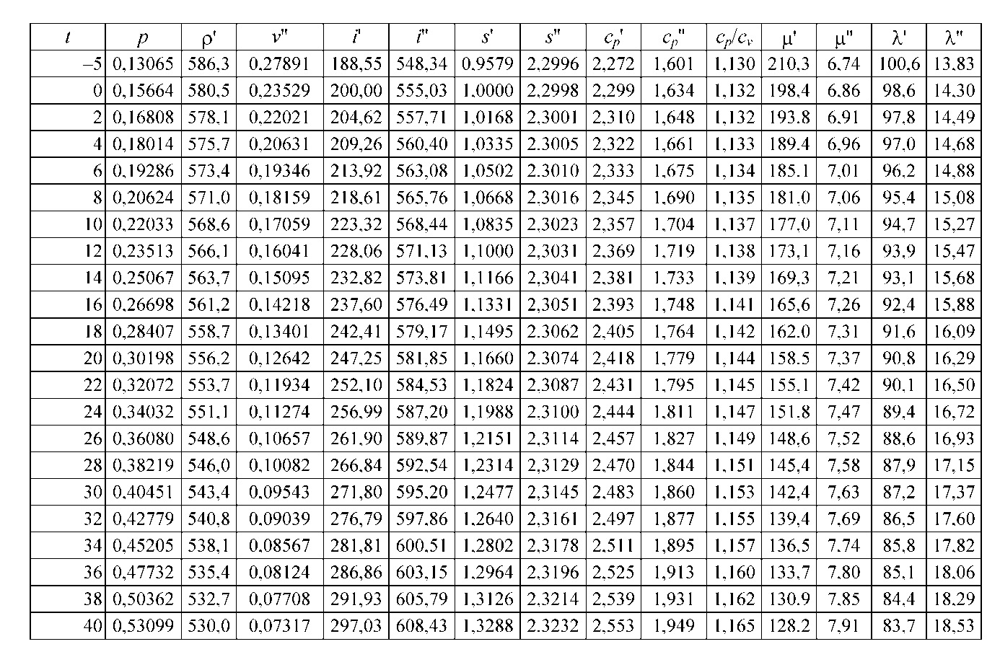 t p ρ' v" i' i" s' s" cp' cp" cp/cv μ' μ" λ' λ"
–5 0,13065 586,3 0,27891 188,55 548,34 0,9579 2,2996 2,272 1,601 1,130 210,3 6,74 100,6 13,83
0 0,15664 580,5 0,23529 200,00 555,03 1,0000 2,2998 2,299 1,634 1,132 198,4 6,86 98,6 14,30
2 0,16808 578,1 0,22021 204,62 557,71 1,0168 2,3001 2,310 1,648 1,132 193,8 6,91 97,8 14,49
4 0,18014 575,7 0,20631 209,26 560,40 1,0335 2,3005 2,322 1,661 1,133 189,4 6,96 97,0 14,68
6 0,19286 573,4 0,19346 213,92 563,08 1,0502 2,3010 2,333 1,675 1,134 185,1 7,01 96,2 14,88
8 0,20624 571,0 0,18159 218,61 565,76 1,0668 2,3016 2,345 1,690 1,135 181,0 7,06 95,4 15,08
10 0,22033 568,6 0,17059 223,32 568,44 1,0835 2,3023 2,357 1,704 1,137 177,0 7,11 94,7 15,27
12 0,23513 566,1 0,16041 228,06 571,13 1,1000 2,3031 2,369 1,719 1,138 173,1 7,16 93,9 15,47
14 0,25067 563,7 0,15095 232,82 573,81 1,1166 2,3041 2,381 1,733 1,139 169,3 7,21 93,1 15,68
16 0,26698 561,2 0,14218 237,60 576,49 1,1331 2,3051 2,393 1,748 1,141 165,6 7,26 92,4 15,88
18 0,28407 558,7 0,13401 242,41 579,17 1,1495 2,3062 2,405 1,764 1,142 162,0 7,31 91,6 16,09
20 0,30198 556,2 0,12642 247,25 581,85 1,1660 2,3074 2,418 1,779 1,144 158,5 7,37 90,8 16,29
22 0,32072 553,7 0,11934 252,10 584,53 1,1824 2,3087 2,431 1,795 1,145 155,1 7,42 90,1 16,50
24 0,34032 551,1 0,11274 256,99 587,20 1,1988 2,3100 2,444 1,811 1,147 151,8 7,47 89,4 16,72
26 0,36080 548,6 0,10657 261,90 589,87 1,2151 2,3114 2,457 1,827 1,149 148,6 7,52 88,6 16,93
28 0,38219 546,0 0,10082 266,84 592,54 1,2314 2,3129 2,470 1,844 1,151 145,4 7,58 87,9 17,15
30 0,40451 543,4 0,09543 271,80 595,20 1,2477 2,3145 2,483 1,860 1,153 142,4 7,63 87,2 17,37
32 0,42779 540,8 0,09039 276,79 597,86 1,2640 2,3161 2,497 1,877 1,155 139,4 7,69 86,5 17,60
34 0,45205 538,1 0,08567 281,81 600,51 1,2802 2,3178 2,511 1,895 1,157 136,5 7,74 85,8 17,82
36 0,47732 535,4 0,08124 286,86 603,15 1,2964 2,3196 2,525 1,913 1,160 133,7 7,80 85,1 18,06
38 0,50362 532,7 0,07708 291,93 605,79 1,3126 2,3214 2,539 1,931 1,162 130,9 7,85 84,4 18,29
40 0,53099 530,0 0,07317 297,03 608,43 1,3288 2,3232 2,553 1,949 1,165 128,2 7,91 83,7 18,53